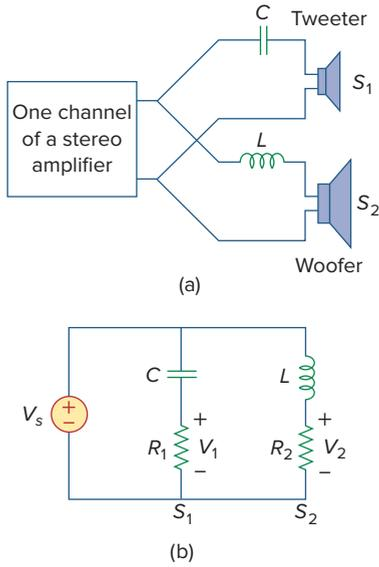 C Tweeter
S₁
One channel
of a stereo
amplifier
L
S₂
Woofer
(a)
C L
Vₛ + −
R₁ + V₁ − R₂ + V₂ −
S₁ S₂
(b)